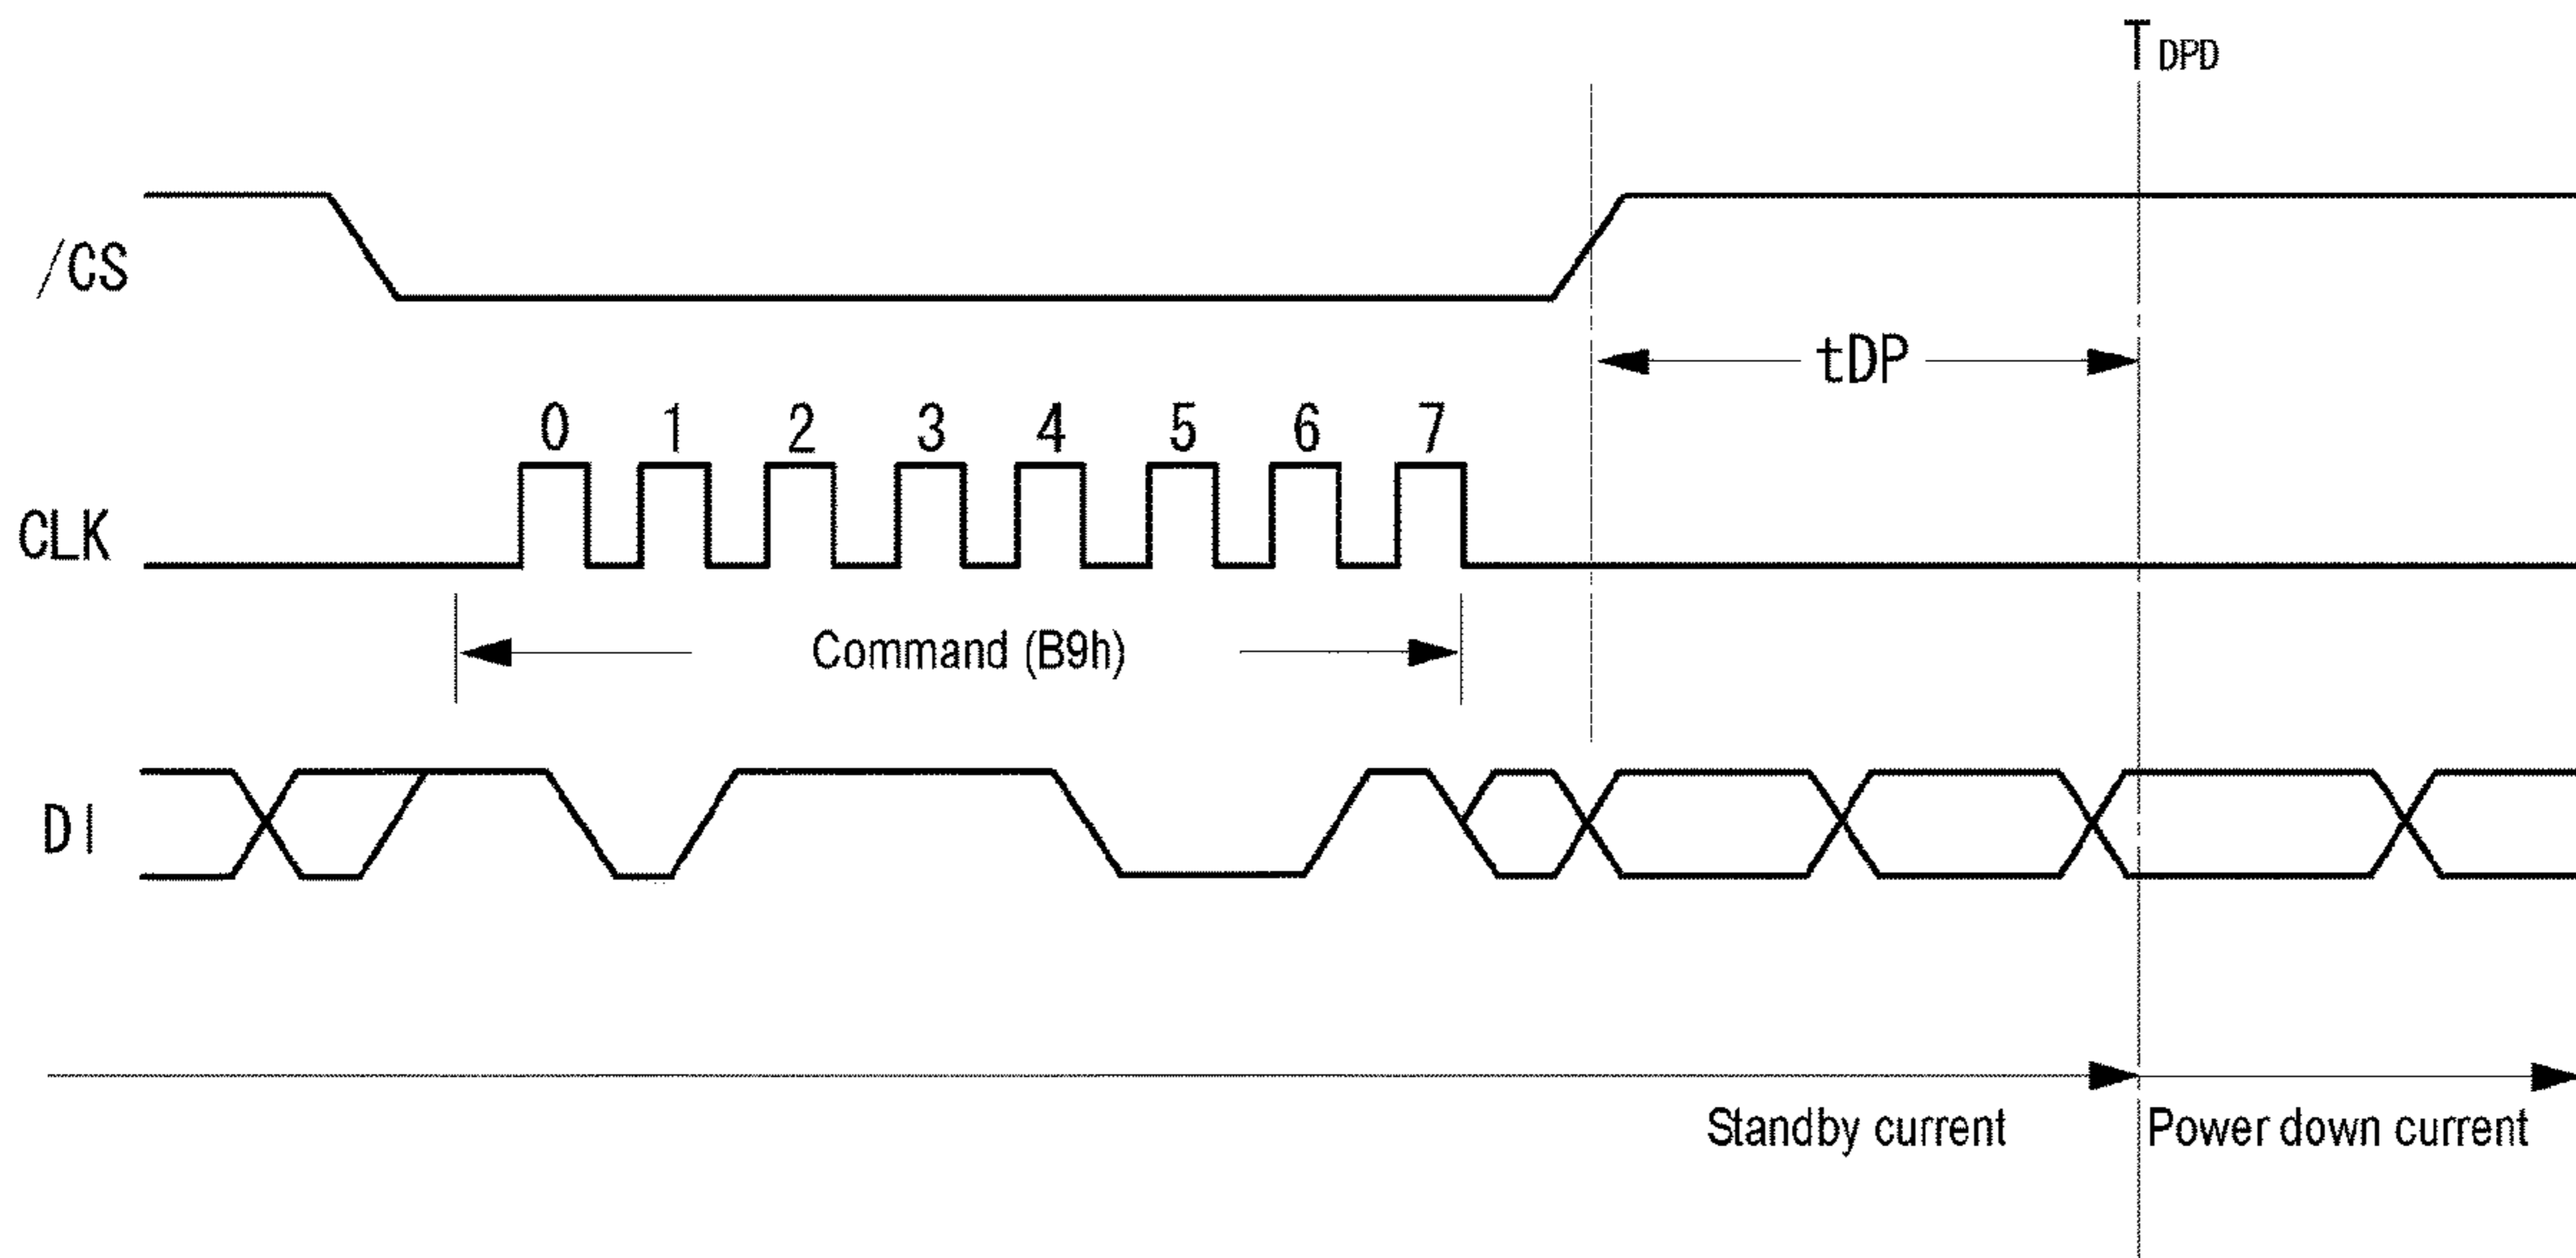 T DPD
/CS
tDP
0 1 2 3 4 5 6 7
CLK
Command (B9h)
DI
Standby current
Power down current